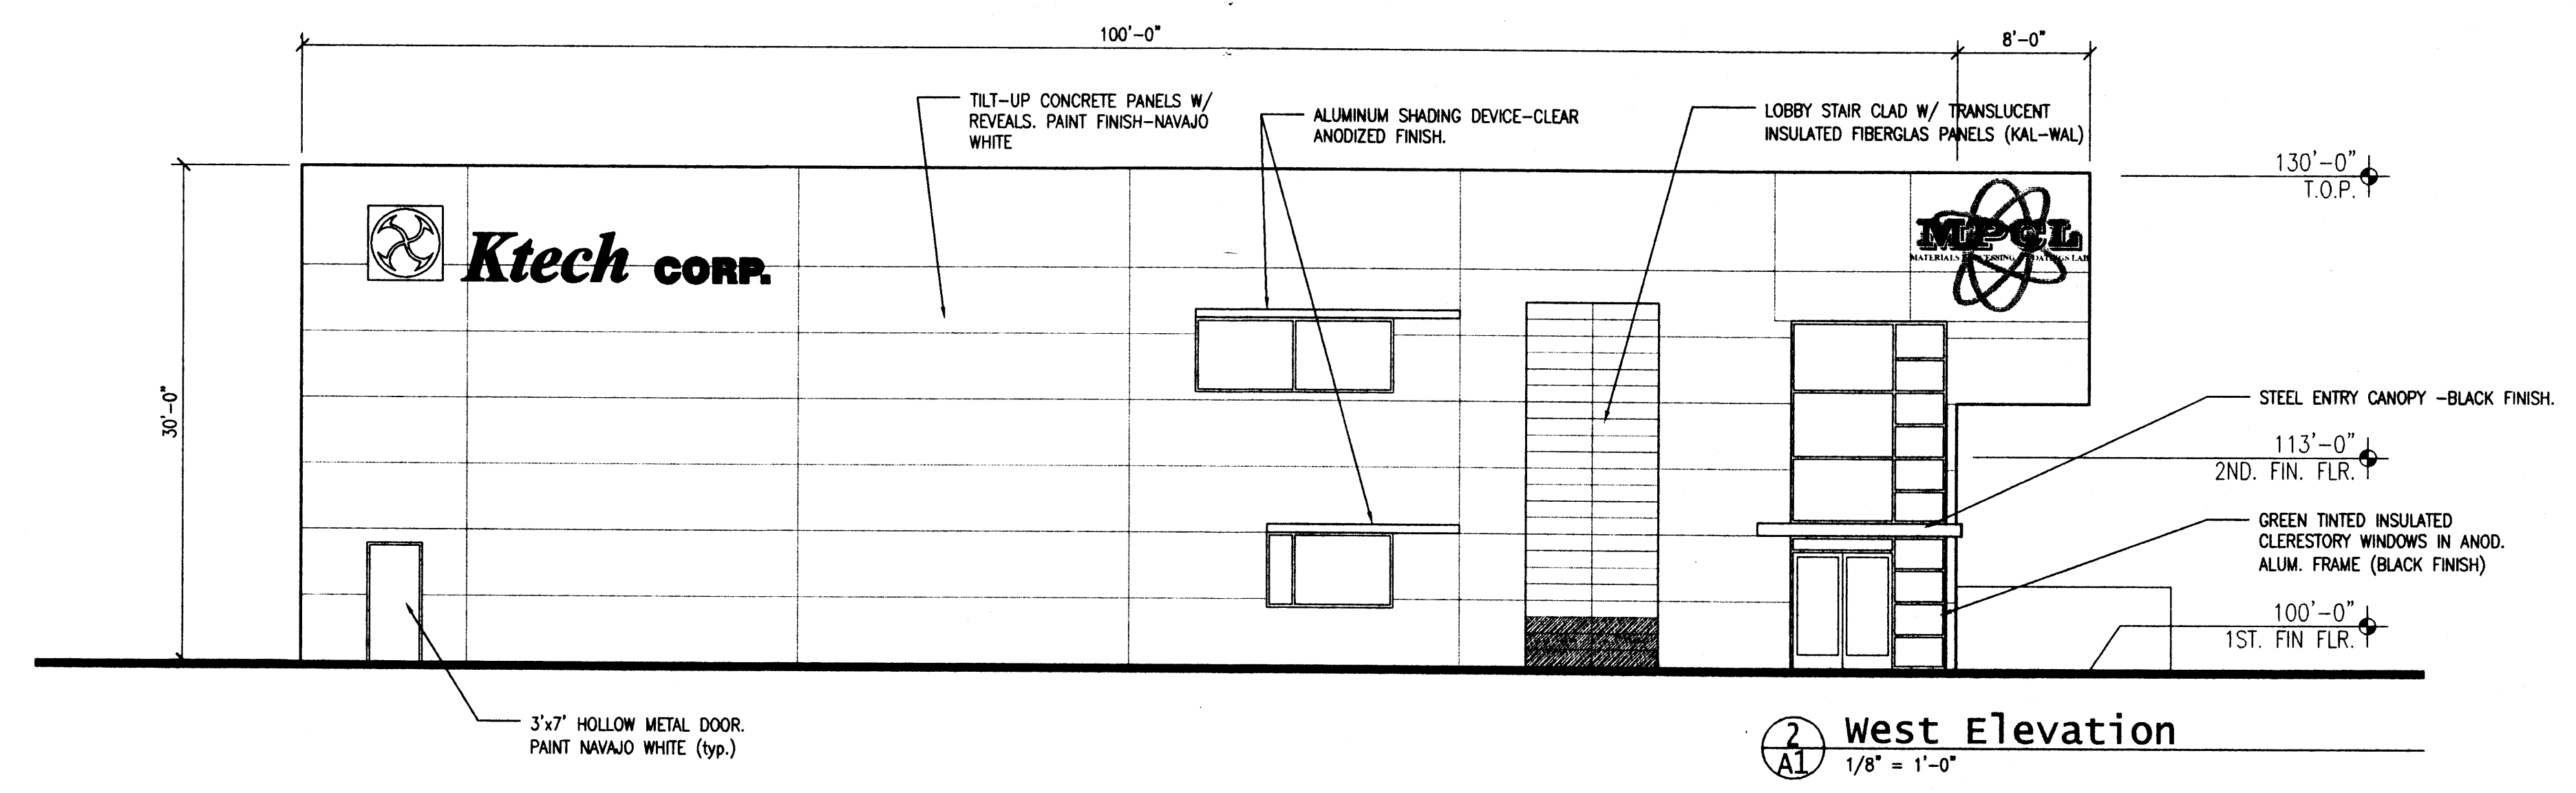 100'-0"
8'-0"
TILT-UP CONCRETE PANELS W/
REVEALS. PAINT FINISH-NAVAJO
WHITE
ALUMINUM SHADING DEVICE-CLEAR
ANODIZED FINISH.
LOBBY STAIR CLAD W/ TRANSLUCENT
INSULATED FIBERGLAS PANELS (KAL-WAL)
130'-0"
T.O.P.
Ktech CORP.
MPCL
MATERIALS
LAB
30'-0"
STEEL ENTRY CANOPY -BLACK FINISH.
113'-0"
2ND. FIN. FLR.
GREEN TINTED INSULATED
CLERESTORY WINDOWS IN ANOD.
ALUM. FRAME (BLACK FINISH)
100'-0"
1ST. FIN FLR.
3'x7' HOLLOW METAL DOOR.
PAINT NAVAJO WHITE (typ.)
2
A1
West Elevation
1/8" = 1'-0"